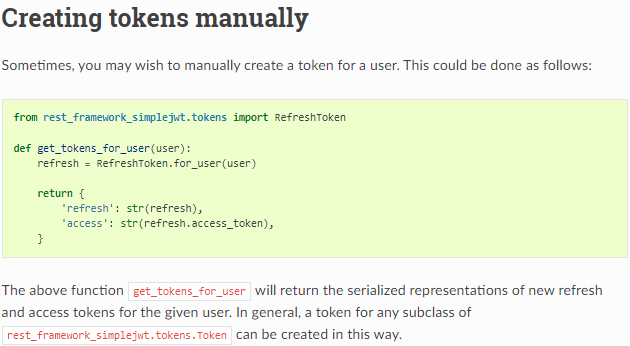 Creating tokens manually
Sometimes, you may wish to manually create a token for a user. This could be done as follows:
from rest_framework_simplejwt.tokens import RefreshToken
def get_tokens_for_user(user):
    refresh = RefreshToken.for_user(user)
    return {
        'refresh': str(refresh),
        'access': str(refresh.access_token),
    }
The above function get_tokens_for_user will return the serialized representations of new refresh
and access tokens for the given user. In general, a token for any subclass of
rest_framework_simplejwt.tokens.Token can be created in this way.